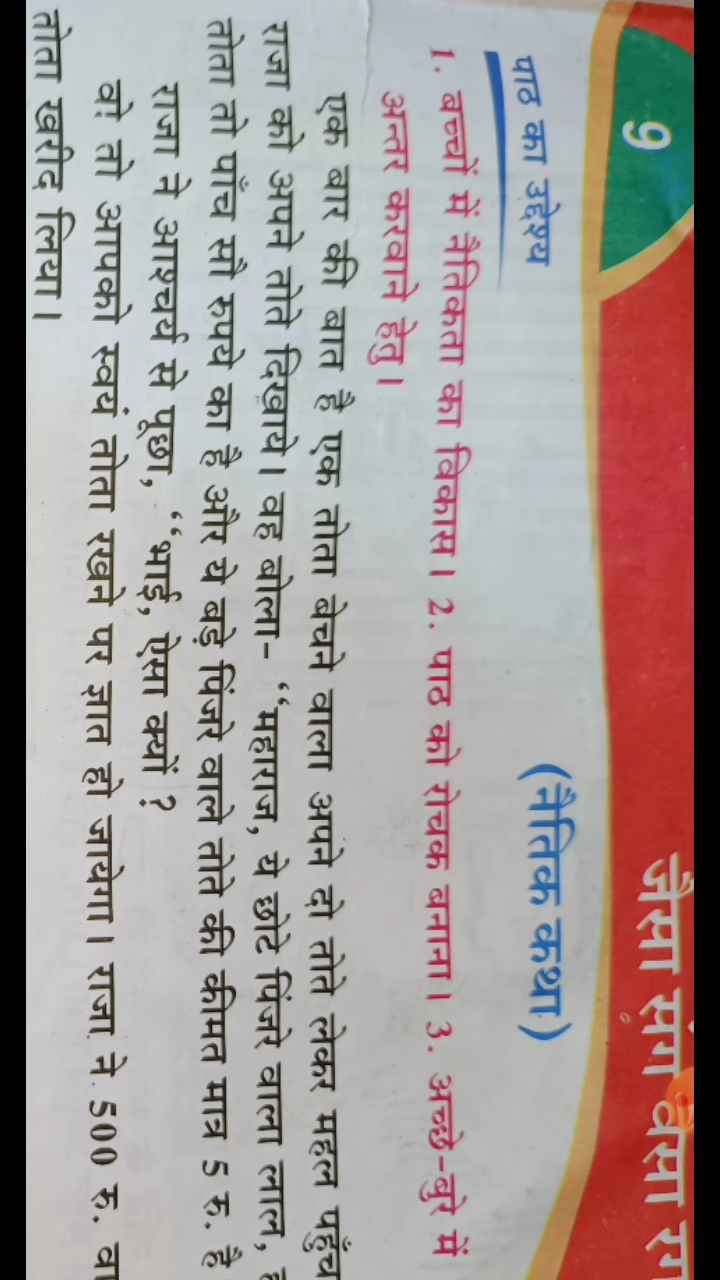 9
जैसा संग वैसा रंग
(नैतिक कथा)
पाठ का उद्देश्य
1. बच्चों में नैतिकता का विकास। 2. पाठ को रोचक बनाना। 3. अच्छे-बुरे में
अन्तर करवाने हेतु।
एक बार की बात है एक तोता बेचने वाला अपने दो तोते लेकर महल पहुँच
राजा को अपने तोते दिखाये। वह बोला- “महाराज, ये छोटे पिंजरे वाला लाल,
तोता तो पाँच सौ रुपये का है और ये बड़े पिंजरे वाले तोते की कीमत मात्र 5 रु. है
राजा ने आश्चर्य से पूछा, “भाई, ऐसा क्यों ?
वो तो आपको स्वयं तोता रखने पर ज्ञात हो जायेगा। राजा ने 500 रु. वा
तोता खरीद लिया।